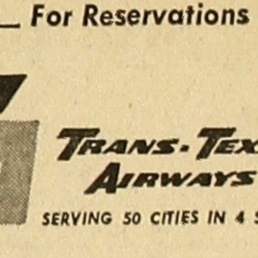 For Reservations
TRANS-TEX
AIRWAYS
SERVING 50 CITIES IN 4 S